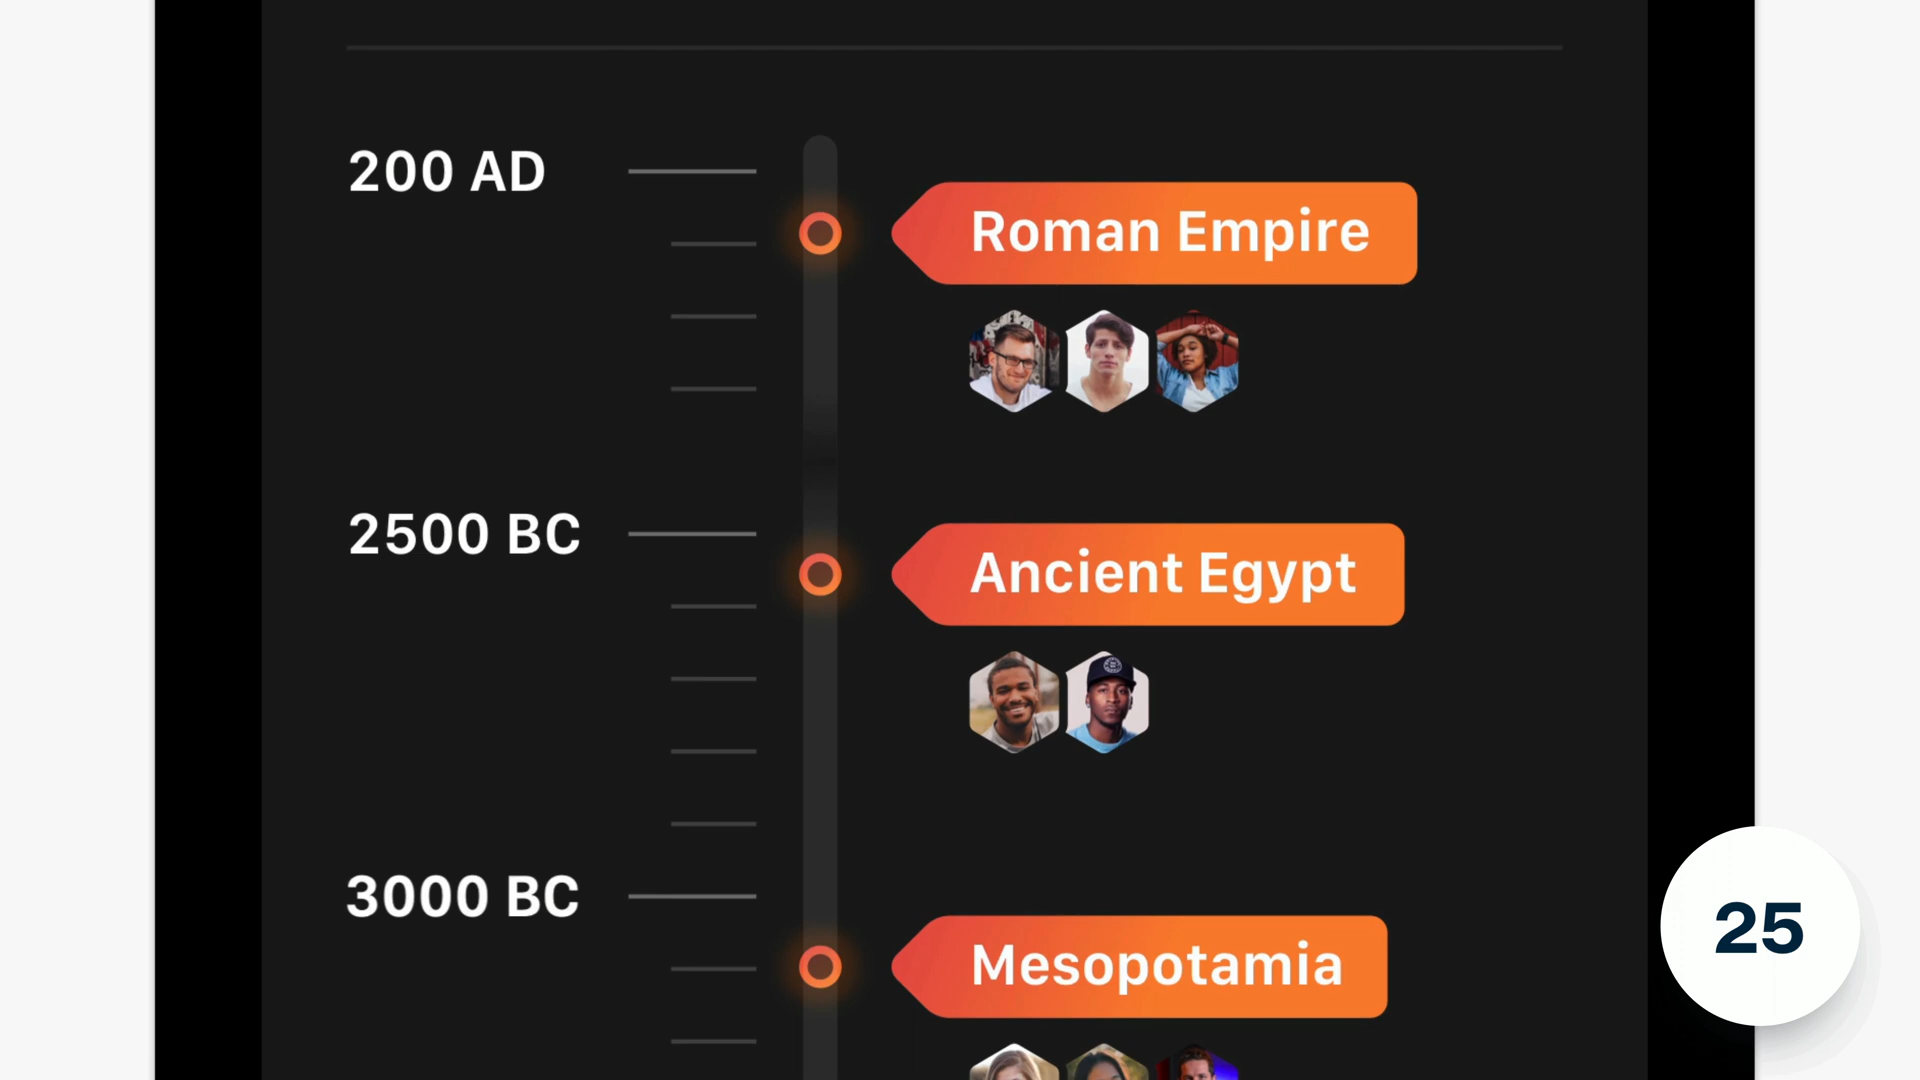 200 AD
Roman Empire
2500 BC
Ancient Egypt
3000 BC
Mesopotamia
25